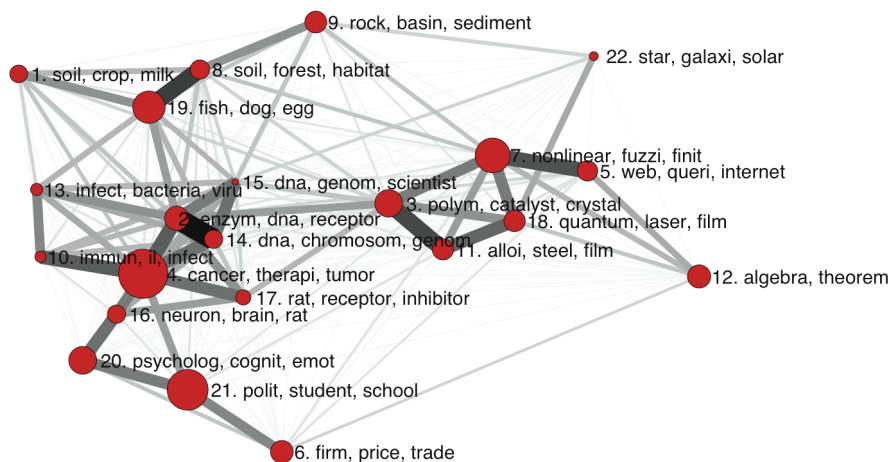 9. rock, basin, sediment
22. star, galaxi, solar
1. soil, crop, milk
8. soil, forest, habitat
19. fish, dog, egg
7. nonlinear, fuzzi, finit
5. web, queri, internet
13. infect, bacteria, viru
15. dna, genom, scientist
3. polym, catalyst, crystal
2. enzym, dna, receptor
18. quantum, laser, film
14. dna, chromosom, genom
11. alloi, steel, film
10. immun, il, infect
4. cancer, therapi, tumor
12. algebra, theorem
17. rat, receptor, inhibitor
16. neuron, brain, rat
20. psycholog, cognit, emot
21. polit, student, school
6. firm, price, trade